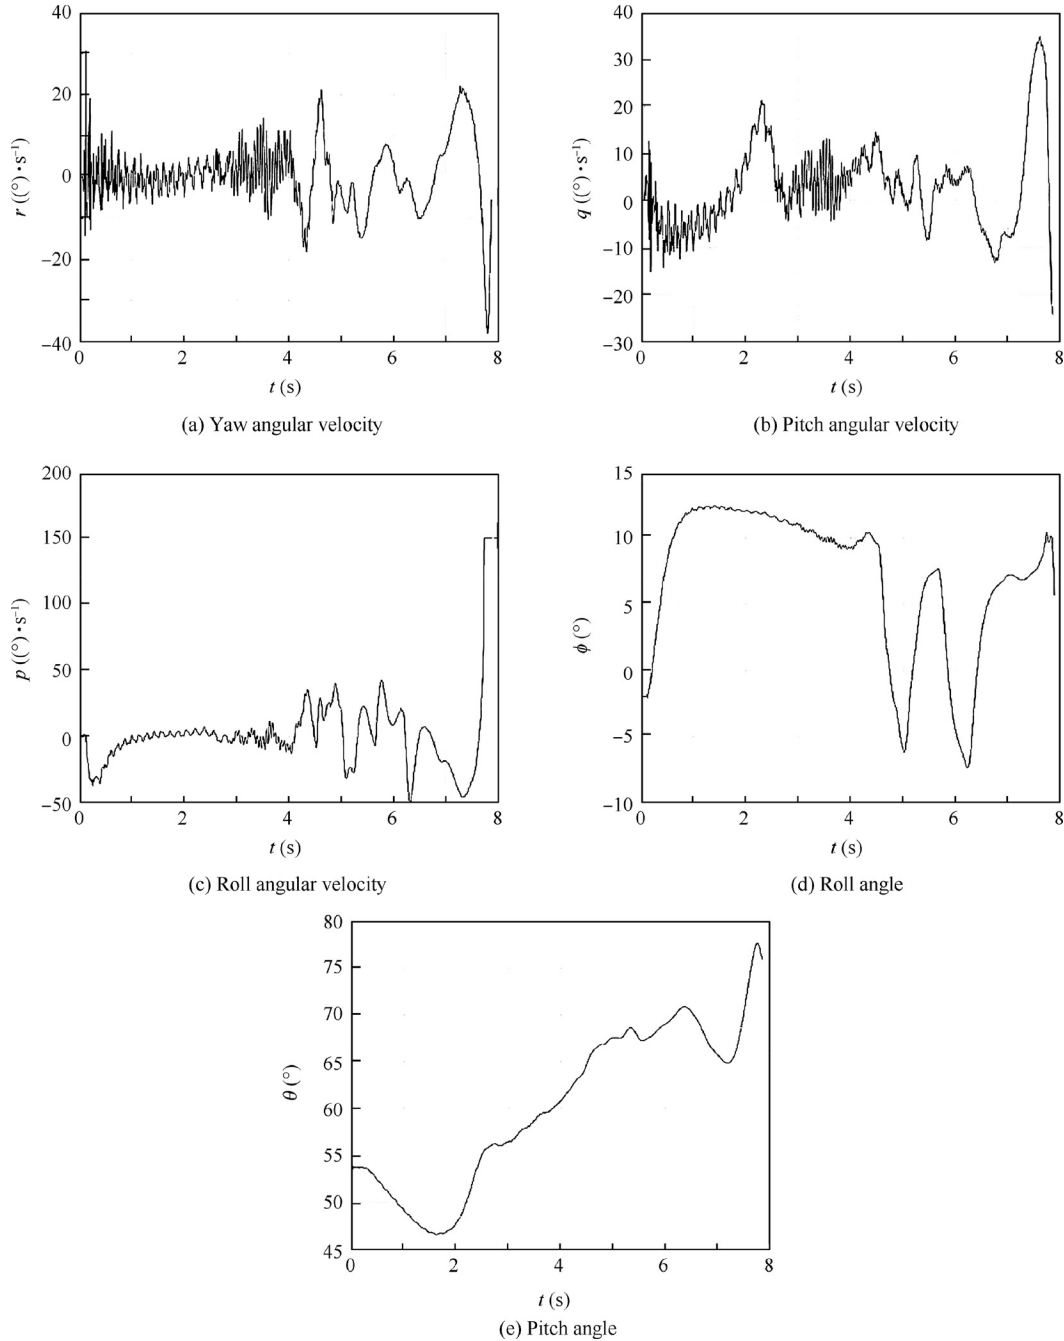 40
20
0
−20
−40
r ((°)·s⁻¹)
0 2 4 6 8
t (s)
(a) Yaw angular velocity
40
30
20
10
0
−10
−20
−30
q ((°)·s⁻¹)
0 2 4 6 8
t (s)
(b) Pitch angular velocity
200
150
100
50
0
−50
p ((°)·s⁻¹)
0 2 4 6 8
t (s)
(c) Roll angular velocity
15
10
5
0
−5
−10
ϕ (°)
0 2 4 6 8
t (s)
(d) Roll angle
80
75
70
65
60
55
50
45
θ (°)
0 2 4 6 8
t (s)
(e) Pitch angle